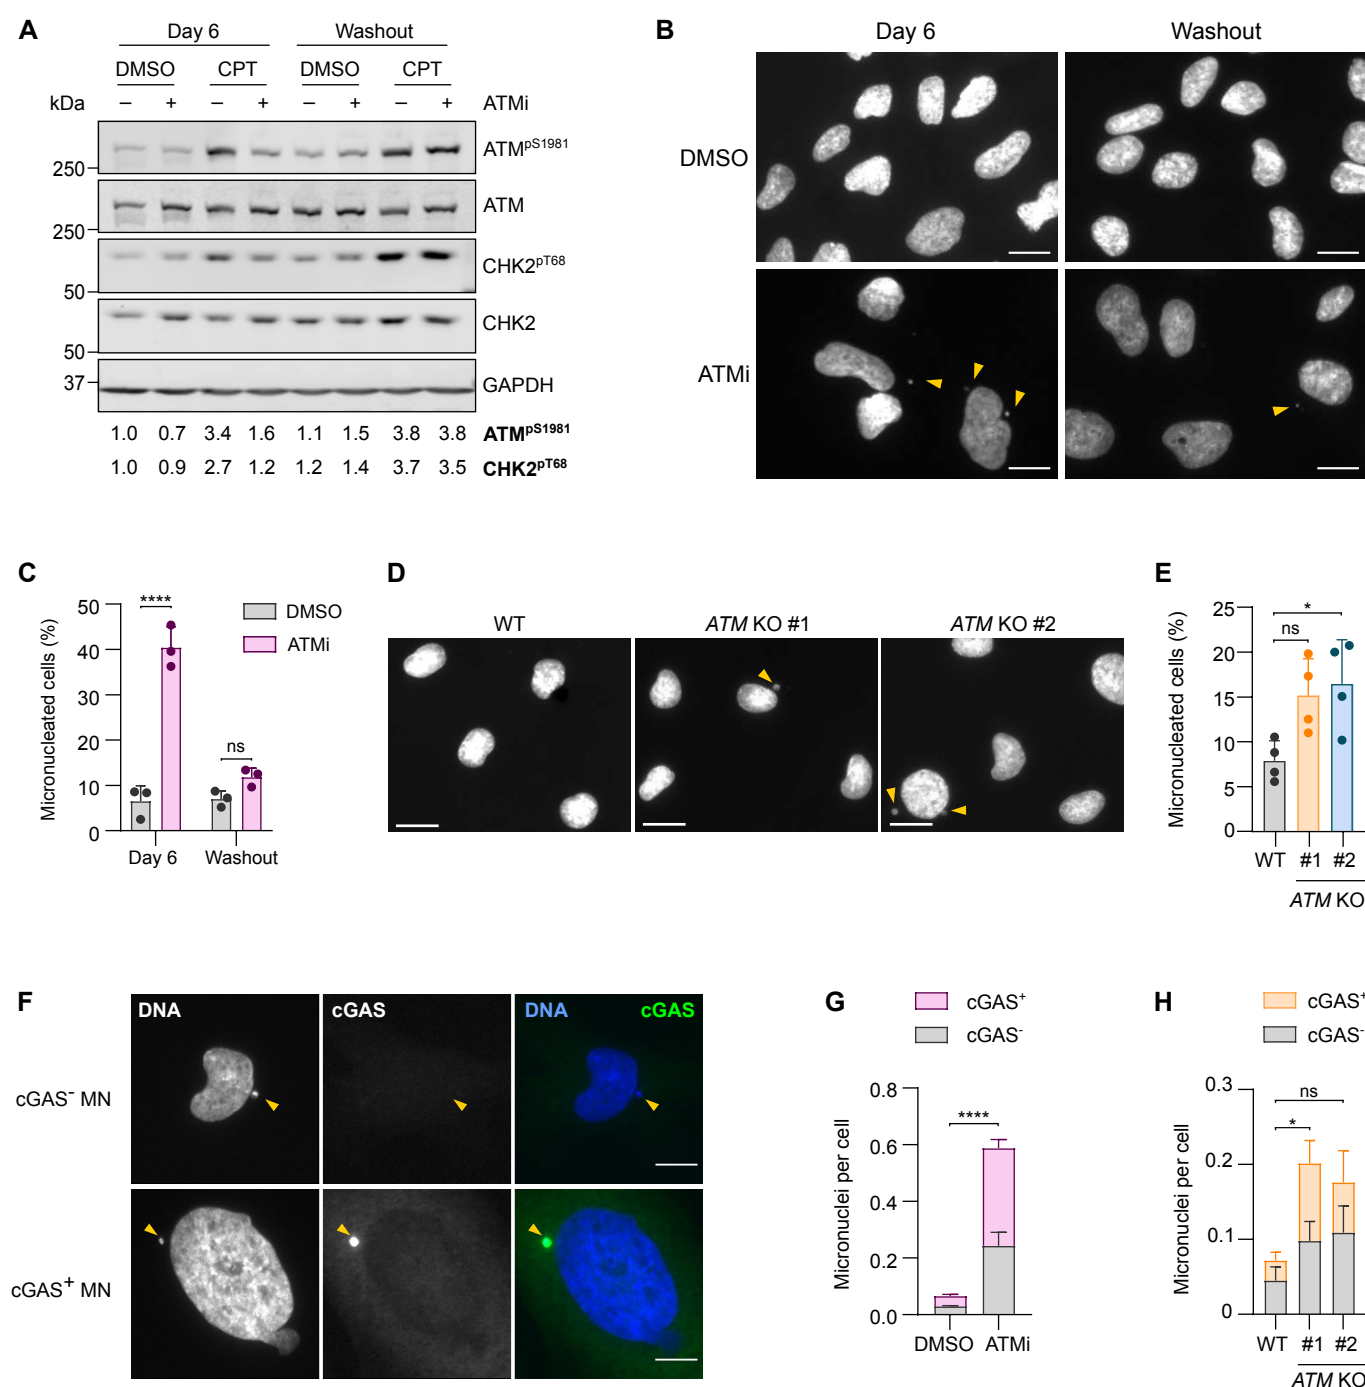 A
Day 6
Washout
DMSO
CPT
DMSO
CPT
kDa
– + – + – + – +
ATMi
250
ATMpS1981
250
ATM
50
CHK2pT68
50
CHK2
37
GAPDH
1.0 0.7 3.4 1.6 1.1 1.5 3.8 3.8 ATMpS1981
1.0 0.9 2.7 1.2 1.2 1.4 3.7 3.5 CHK2pT68
B
Day 6
Washout
DMSO
ATMi
C
Micronucleated cells (%)
50
40
30
20
10
0
****
ns
DMSO
ATMi
Day 6
Washout
D
WT
ATM KO #1
ATM KO #2
E
Micronucleated cells (%)
25
20
15
10
5
0
*
ns
WT #1 #2
ATM KO
F
DNA
cGAS
DNA
cGAS
cGAS- MN
cGAS+ MN
G
cGAS+
cGAS-
Micronuclei per cell
0.8
0.6
0.4
0.2
0.0
****
DMSO ATMi
H
cGAS+
cGAS-
Micronuclei per cell
0.3
0.2
0.1
0
ns
*
WT #1 #2
ATM KO